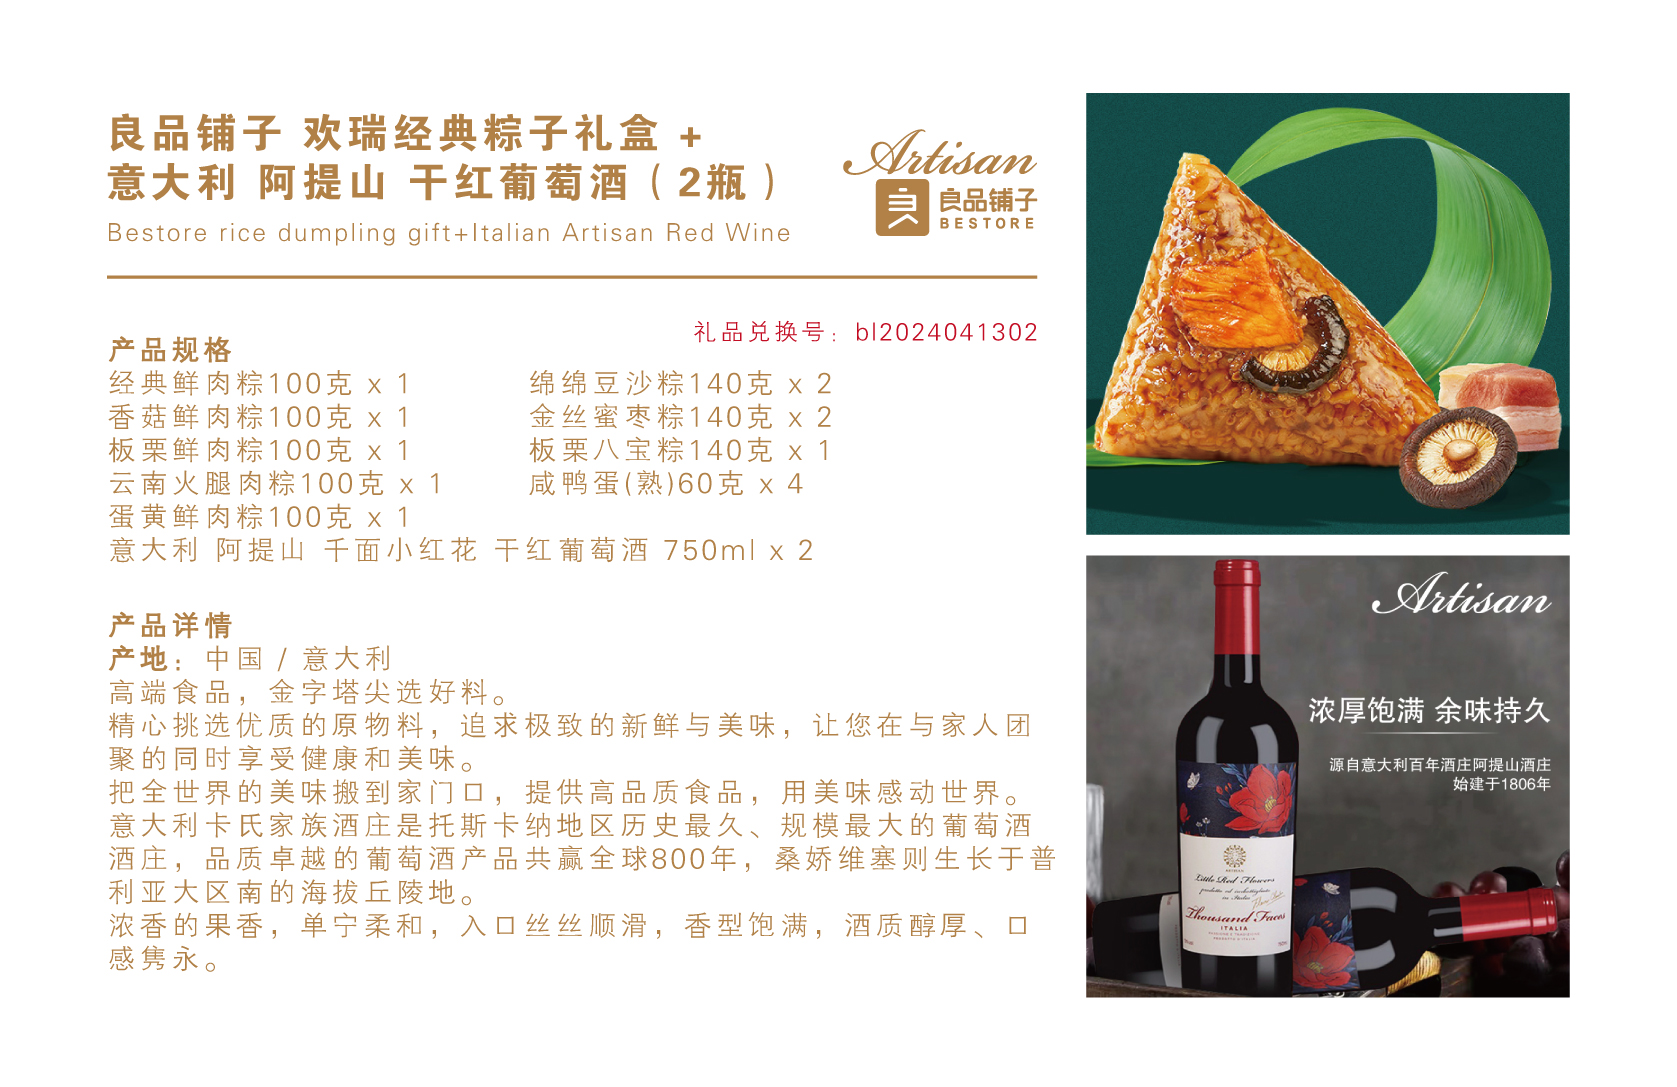 良品铺子 欢瑞经典粽子礼盒 +
意大利 阿提山 干红葡萄酒（2瓶）
Bestore rice dumpling gift+Italian Artisan Red Wine
Artisan
良品铺子
BESTORE
礼品兑换号：bl2024041302
产品规格
经典鲜肉粽100克 x 1
绵绵豆沙粽140克 x 2
香菇鲜肉粽100克 x 1
金丝蜜枣粽140克 x 2
板栗鲜肉粽100克 x 1
板栗八宝粽140克 x 1
云南火腿肉粽100克 x 1
咸鸭蛋(熟)60克 x 4
蛋黄鲜肉粽100克 x 1
意大利 阿提山 千面小红花 干红葡萄酒 750ml x 2
产品详情
产地：中国 / 意大利
高端食品，金字塔尖选好料。
精心挑选优质的原物料，追求极致的新鲜与美味，让您在与家人团
聚的同时享受健康和美味。
把全世界的美味搬到家门口，提供高品质食品，用美味感动世界。
意大利卡氏家族酒庄是托斯卡纳地区历史最久、规模最大的葡萄酒
酒庄，品质卓越的葡萄酒产品共赢全球800年，桑娇维塞则生长于普
利亚大区南的海拔丘陵地。
浓香的果香，单宁柔和，入口丝丝顺滑，香型饱满，酒质醇厚、口
感隽永。
Artisan
浓厚饱满 余味持久
源自意大利百年酒庄阿提山酒庄
始建于1806年
Little Red Flowers
prodotto ed imbottigliato
in Italia
Thousand Faces
ITALIA